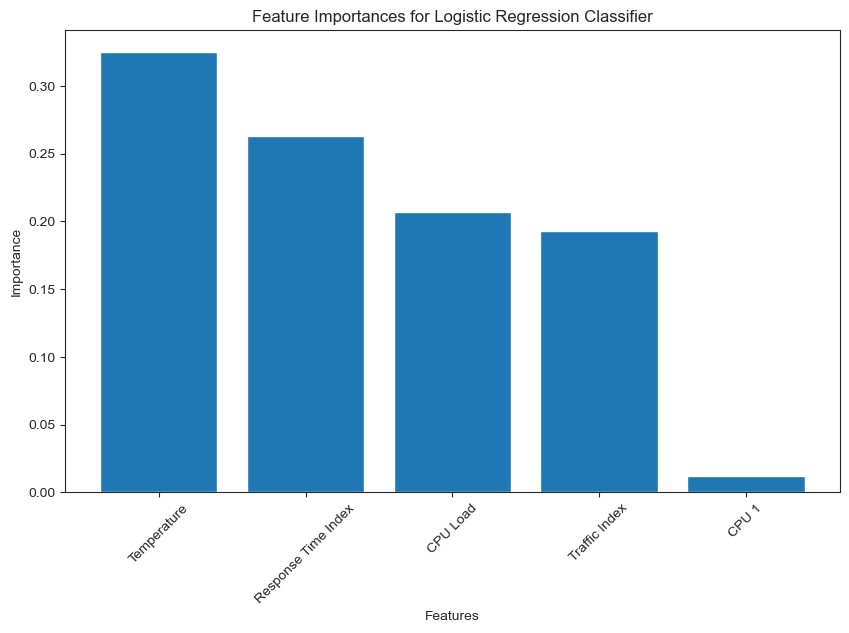 Feature Importances for Logistic Regression Classifier
Importance
0.30
0.25
0.20
0.15
0.10
0.05
0.00
Temperature
Response Time Index
CPU Load
Traffic Index
CPU 1
Features